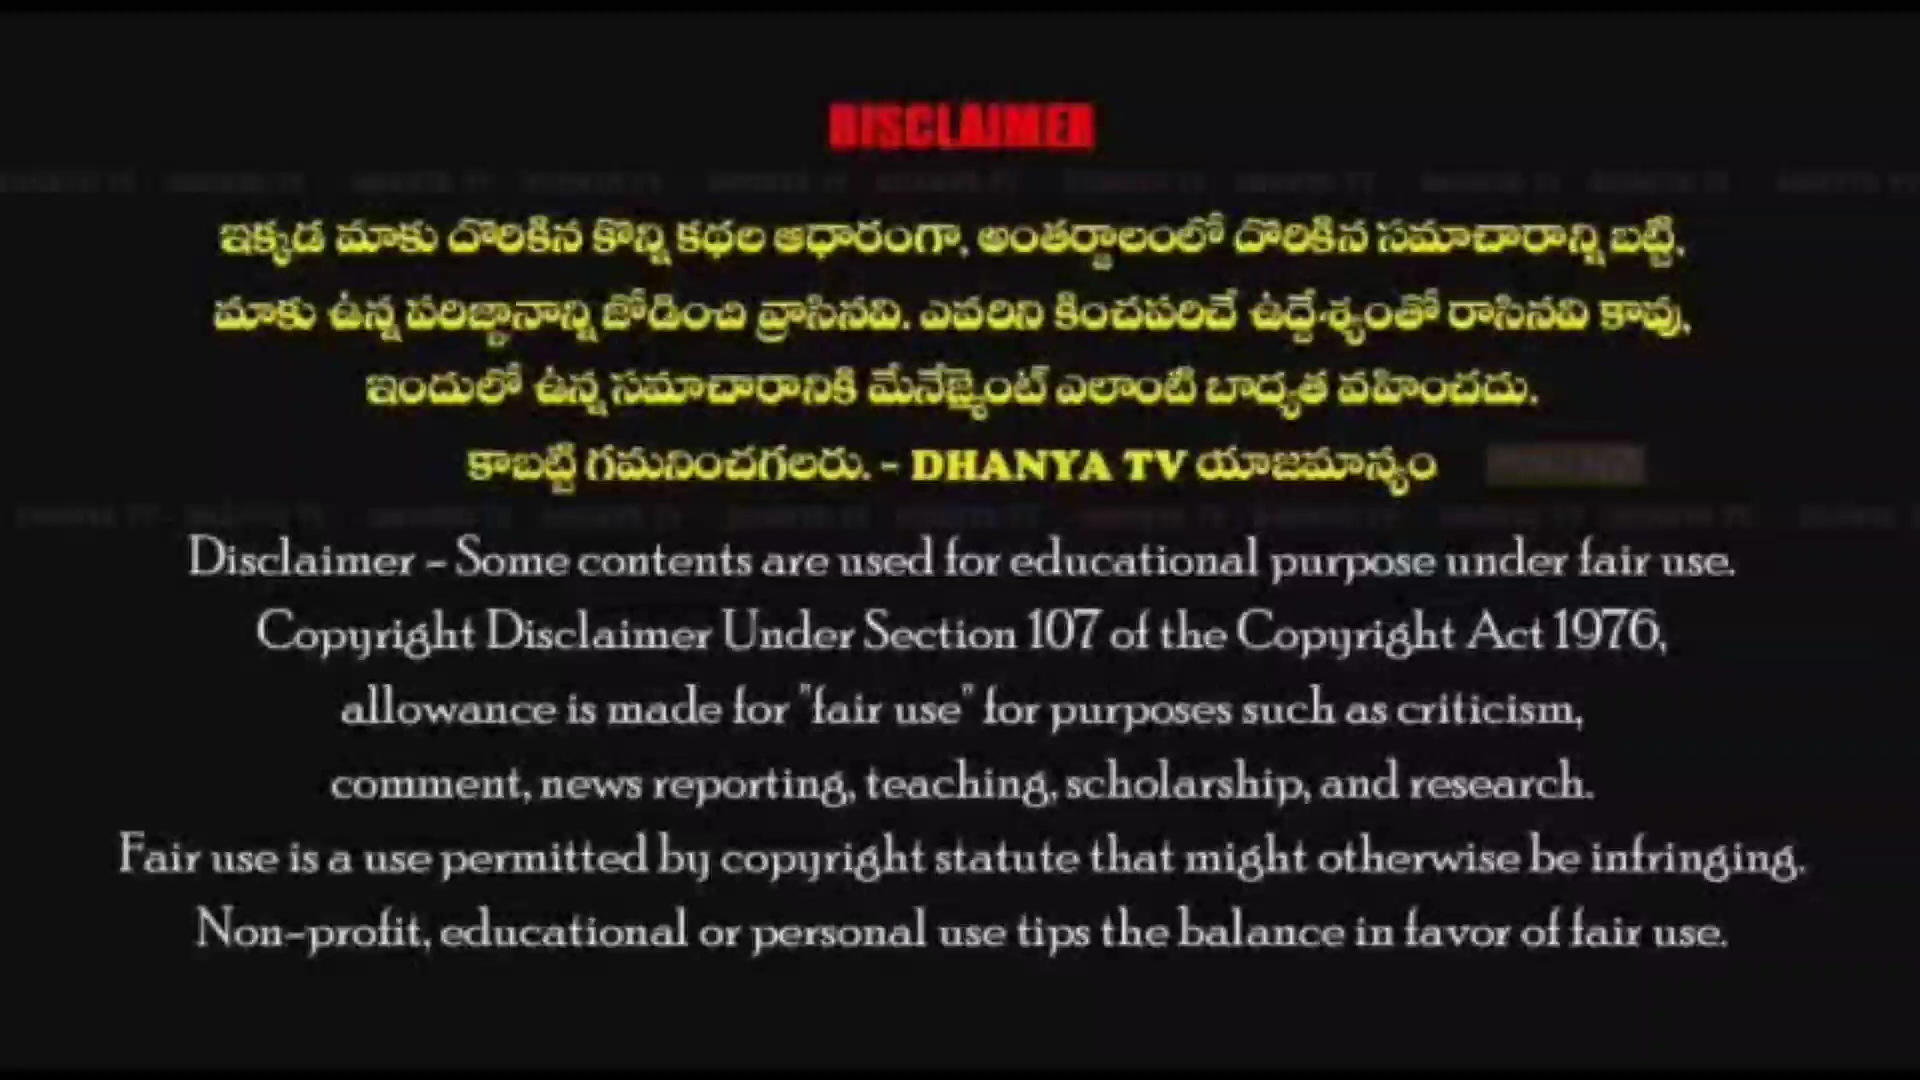 DISCLAIMER
ఇక్కడ మాకు దొరికిన కొన్ని కథల ఆధారంగా, అంతర్జాలంలో దొరికిన సమాచారాన్ని బట్టి,
మాకు ఉన్న పరిజ్ఞానాన్ని జోడించి వ్రాసినవి. ఎవరిని కించపరిచే ఉద్దేశ్యంతో రాసినవి కావు,
ఇందులో ఉన్న సమాచారానికి మేనేజ్మెంట్ ఎలాంటి బాద్యత వహించదు.
కాబట్టి గమనించగలరు. - DHANYA TV యాజమాన్యం
Disclaimer - Some contents are used for educational purpose under fair use.
Copyright Disclaimer Under Section 107 of the Copyright Act 1976,
allowance is made for "fair use" for purposes such as criticism,
comment, news reporting, teaching, scholarship, and research.
Fair use is a use permitted by copyright statute that might otherwise be infringing.
Non-profit, educational or personal use tips the balance in favor of fair use.